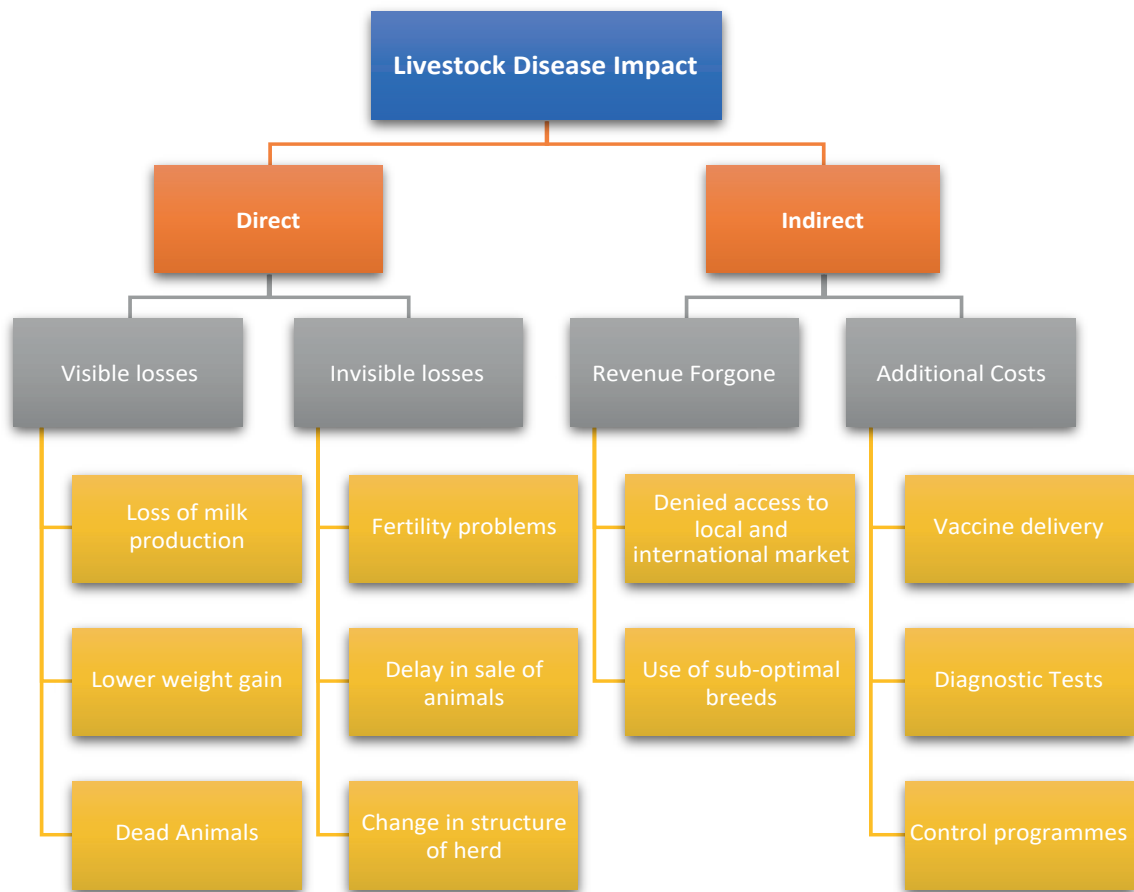 Livestock Disease Impact
Direct
Indirect
Visible losses
Invisible losses
Revenue Forgone
Additional Costs
Loss of milk
production
Fertility problems
Denied access to
local and
international market
Vaccine delivery
Lower weight gain
Delay in sale of
animals
Use of sub-optimal
breeds
Diagnostic Tests
Dead Animals
Change in structure
of herd
Control programmes